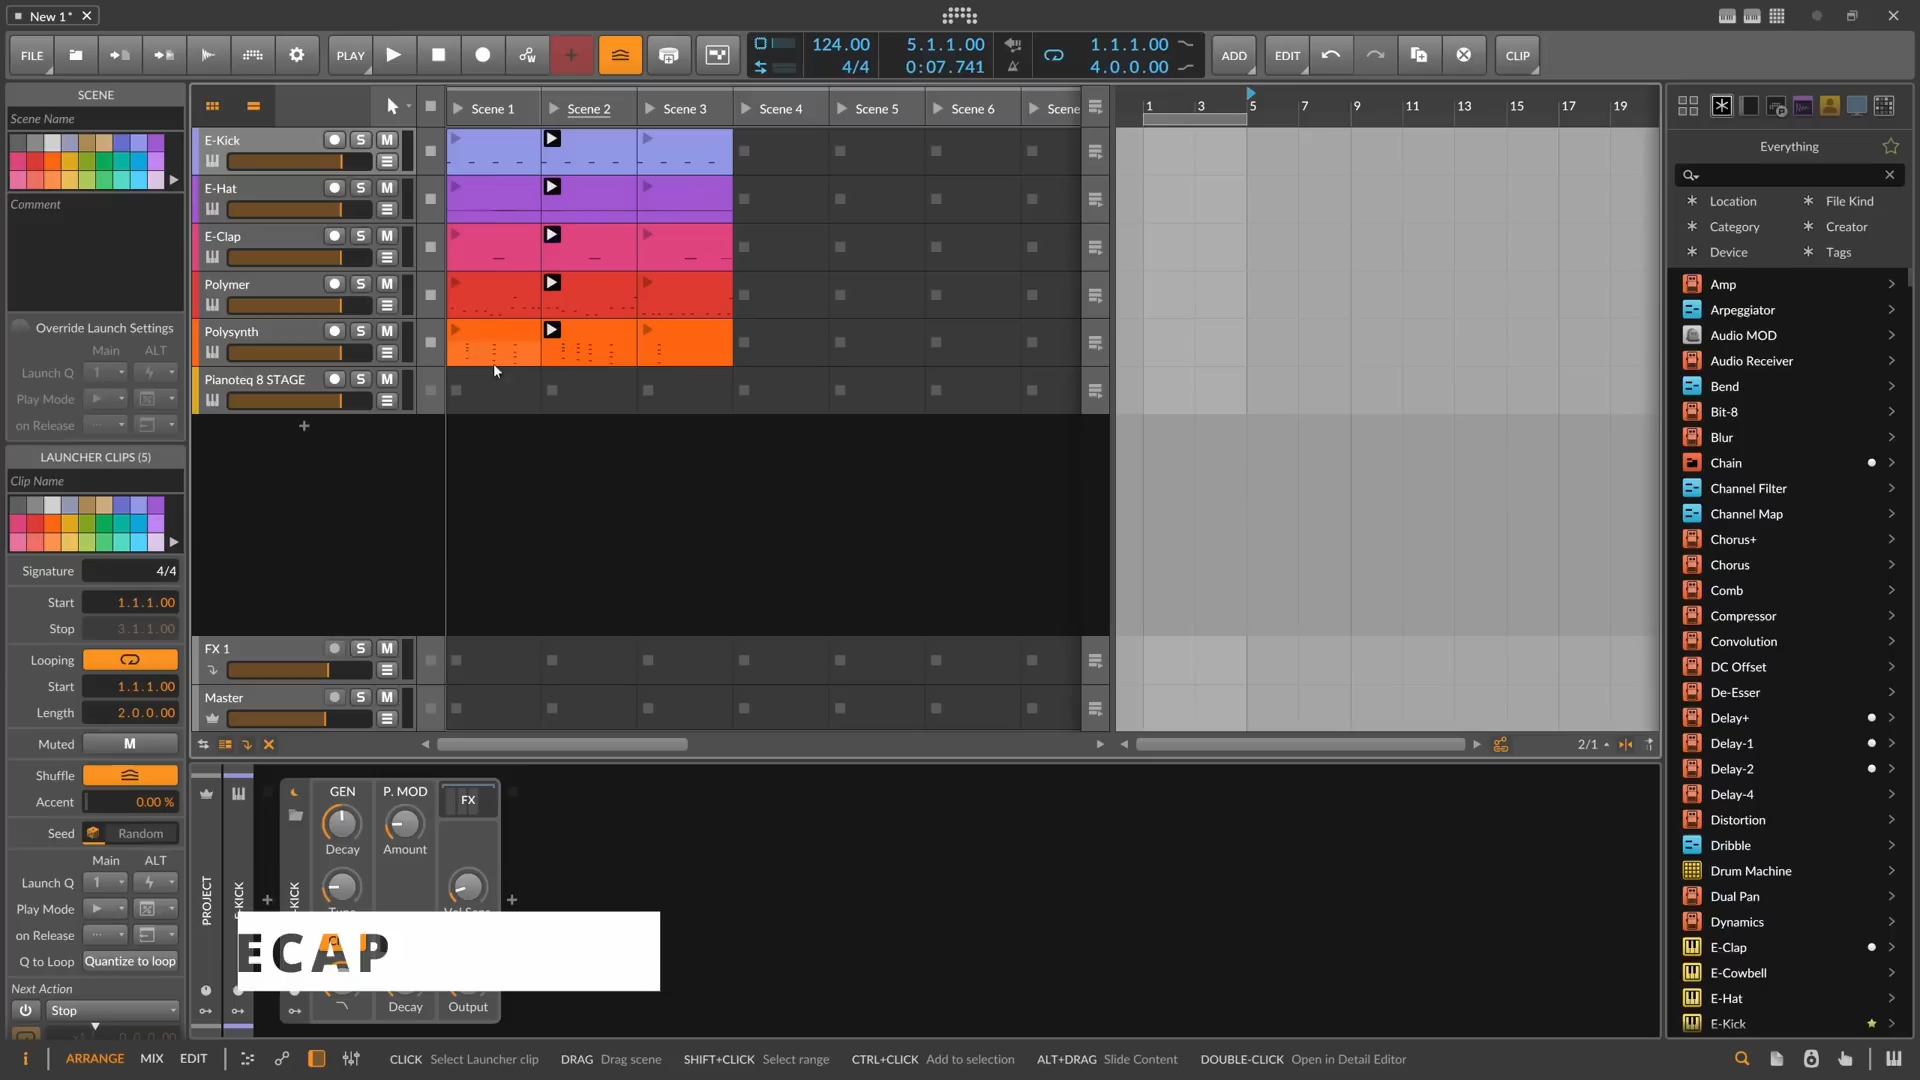 New 1*
FILE PLAY 124.00 4/4 5.1.1.00 0:07.741 1.1.1.00 4.0.0.00 ADD EDIT CLIP
SCENE
Scene Name
Comment
Override Launch Settings
Main ALT
Launch Q 1
Play Mode
on Release
LAUNCHER CLIPS (5)
Clip Name
Signature 4/4
Start 1.1.1.00
Stop 3.1.1.00
Looping
Start 1.1.1.00
Length 2.0.0.00
Muted M
Shuffle
Accent 0.00 %
Seed Random
Main ALT
Launch Q 1
Play Mode
on Release
Q to Loop Quantize to loop
Next Action
Stop
Scene 1 Scene 2 Scene 3 Scene 4 Scene 5 Scene 6 Scene
E-Kick S M
E-Hat S M
E-Clap S M
Polymer S M
Polysynth S M
Pianoteq 8 STAGE S M
FX 1 S M
Master S M
1 3 5 7 9 11 13 15 17 19
2/1
PROJECT
GEN P. MOD FX
Decay Amount
ECAP
Decay Output
Everything
Location File Kind
Category Creator
Device Tags
Amp
Arpeggiator
Audio MOD
Audio Receiver
Bend
Bit-8
Blur
Chain
Channel Filter
Channel Map
Chorus+
Chorus
Comb
Compressor
Convolution
DC Offset
De-Esser
Delay+
Delay-1
Delay-2
Delay-4
Distortion
Dribble
Drum Machine
Dual Pan
Dynamics
E-Clap
E-Cowbell
E-Hat
E-Kick
i ARRANGE MIX EDIT CLICK Select Launcher clip DRAG Drag scene SHIFT+CLICK Select range CTRL+CLICK Add to selection ALT+DRAG Slide Content DOUBLE-CLICK Open in Detail Editor